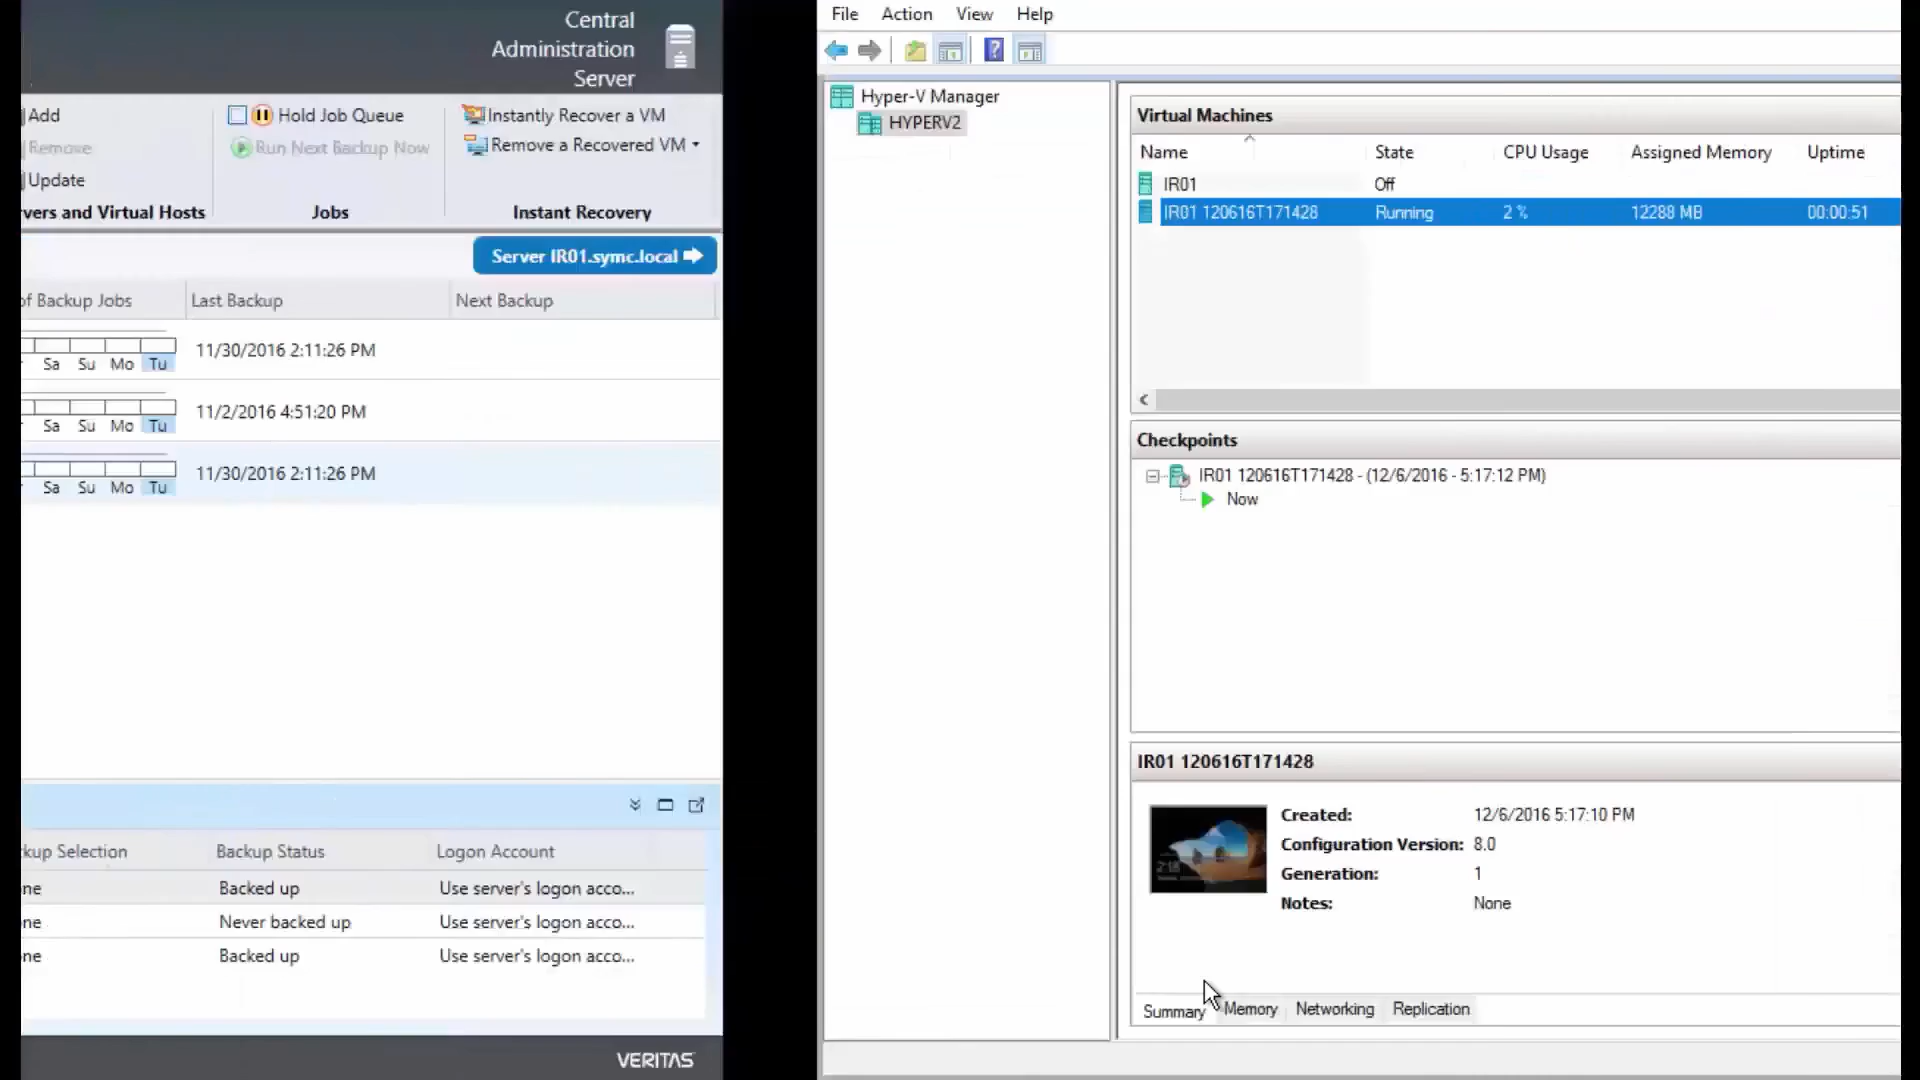 Central
Administration
Server
Add
Remove
Update
vers and Virtual Hosts
Hold Job Queue
Run Next Backup Now
Jobs
Instantly Recover a VM
Remove a Recovered VM
Instant Recovery
Server IR01.symc.local
of Backup Jobs Last Backup Next Backup
11/30/2016 2:11:26 PM
Sa Su Mo Tu
11/2/2016 4:51:20 PM
Sa Su Mo Tu
11/30/2016 2:11:26 PM
Sa Su Mo Tu
kup Selection Backup Status Logon Account
ne Backed up Use server's logon acco...
ne Never backed up Use server's logon acco...
ne Backed up Use server's logon acco...
VERITAS
File Action View Help
Hyper-V Manager
HYPERV2
Virtual Machines
Name State CPU Usage Assigned Memory Uptime
IR01 Off
IR01 120616T171428 Running 2 % 12288 MB 00:00:51
Checkpoints
IR01 120616T171428 - (12/6/2016 - 5:17:12 PM)
Now
IR01 120616T171428
Created: 12/6/2016 5:17:10 PM
Configuration Version: 8.0
Generation: 1
Notes: None
Summary Memory Networking Replication